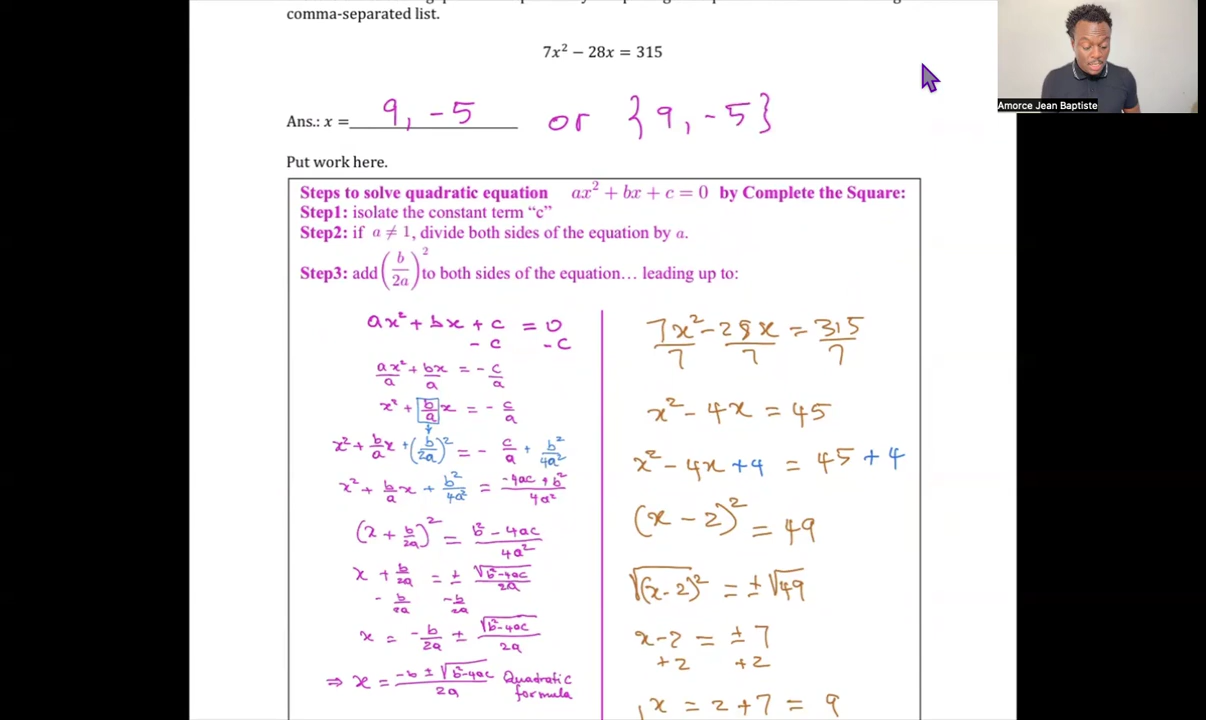 comma-separated list.
7x² − 28x = 315
Amorce Jean Baptiste
Ans.: x = 9, -5 or {9, -5}
Put work here.
Steps to solve quadratic equation ax² + bx + c = 0 by Complete the Square:
Step1: isolate the constant term “c”
Step2: if a ≠ 1, divide both sides of the equation by a.
Step3: add (b/2a)² to both sides of the equation… leading up to:
ax² + bx + c = 0
- c - c
ax²/a + bx/a = - c/a
x² + b/a x = - c/a
x² + b/a x + (b/2a)² = - c/a + b²/4a²
x² + b/a x + b²/4a² = -4ac + b²/4a²
(x + b/2a)² = b² - 4ac/4a²
x + b/2a = ± √b²-4ac/2a
- b/2a - b/2a
x = - b/2a ± √b²-4ac/2a
⇒ x = -b ± √b²-4ac/2a Quadratic formula
7x²/7 - 28x/7 = 315/7
x² - 4x = 45
x² - 4x + 4 = 45 + 4
(x - 2)² = 49
√(x-2)² = ± √49
x-2 = ± 7
+2 +2
x = 2 + 7 = 9